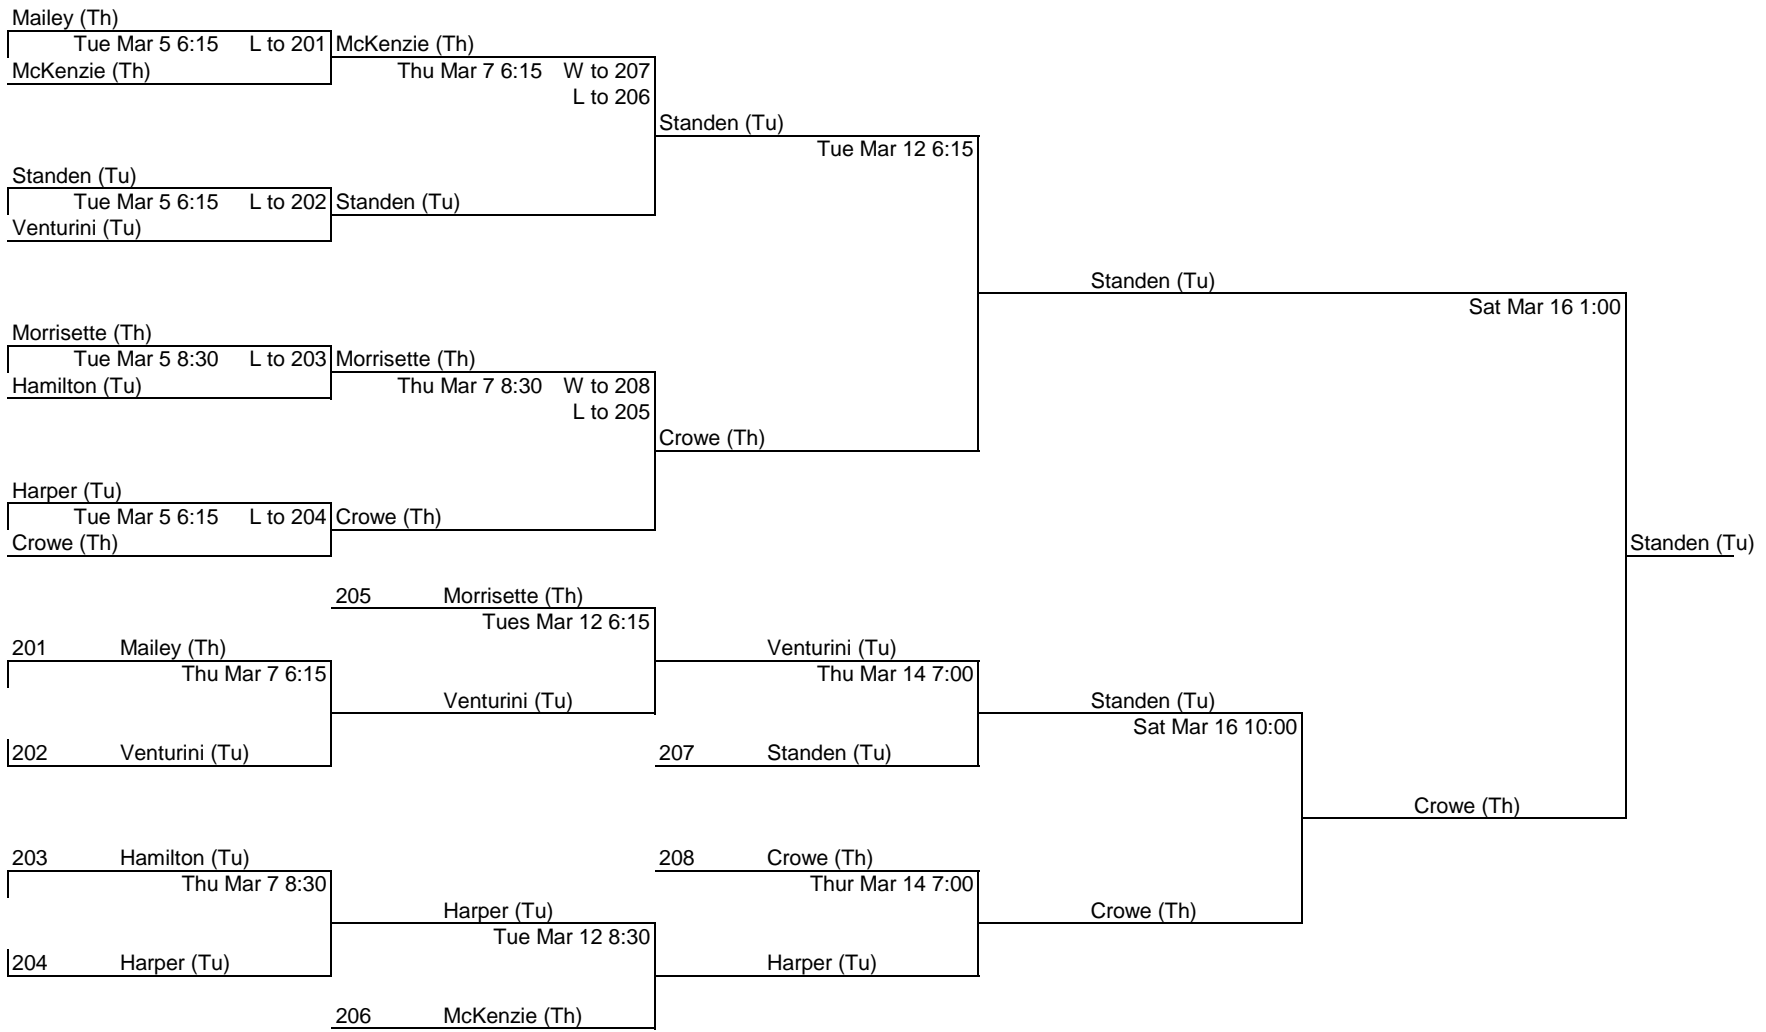 Mailey (Th)
Tue Mar 5 6:15 L to 201 McKenzie (Th)
McKenzie (Th) Thu Mar 7 6:15 W to 207
L to 206
Standen (Tu)
Tue Mar 12 6:15
Standen (Tu)
Tue Mar 5 6:15 L to 202 Standen (Tu)
Venturini (Tu)
Standen (Tu)
Sat Mar 16 1:00
Morrisette (Th)
Tue Mar 5 8:30 L to 203 Morrisette (Th)
Hamilton (Tu) Thu Mar 7 8:30 W to 208
L to 205
Crowe (Th)
Harper (Tu)
Tue Mar 5 6:15 L to 204 Crowe (Th)
Crowe (Th) Standen (Tu)
205 Morrisette (Th)
Tues Mar 12 6:15
201 Mailey (Th) Venturini (Tu)
Thu Mar 7 6:15 Thu Mar 14 7:00
Venturini (Tu) Standen (Tu)
Sat Mar 16 10:00
202 Venturini (Tu) 207 Standen (Tu)
Crowe (Th)
203 Hamilton (Tu) 208 Crowe (Th)
Thu Mar 7 8:30 Thur Mar 14 7:00
Harper (Tu) Crowe (Th)
Tue Mar 12 8:30
204 Harper (Tu) Harper (Tu)
206 McKenzie (Th)